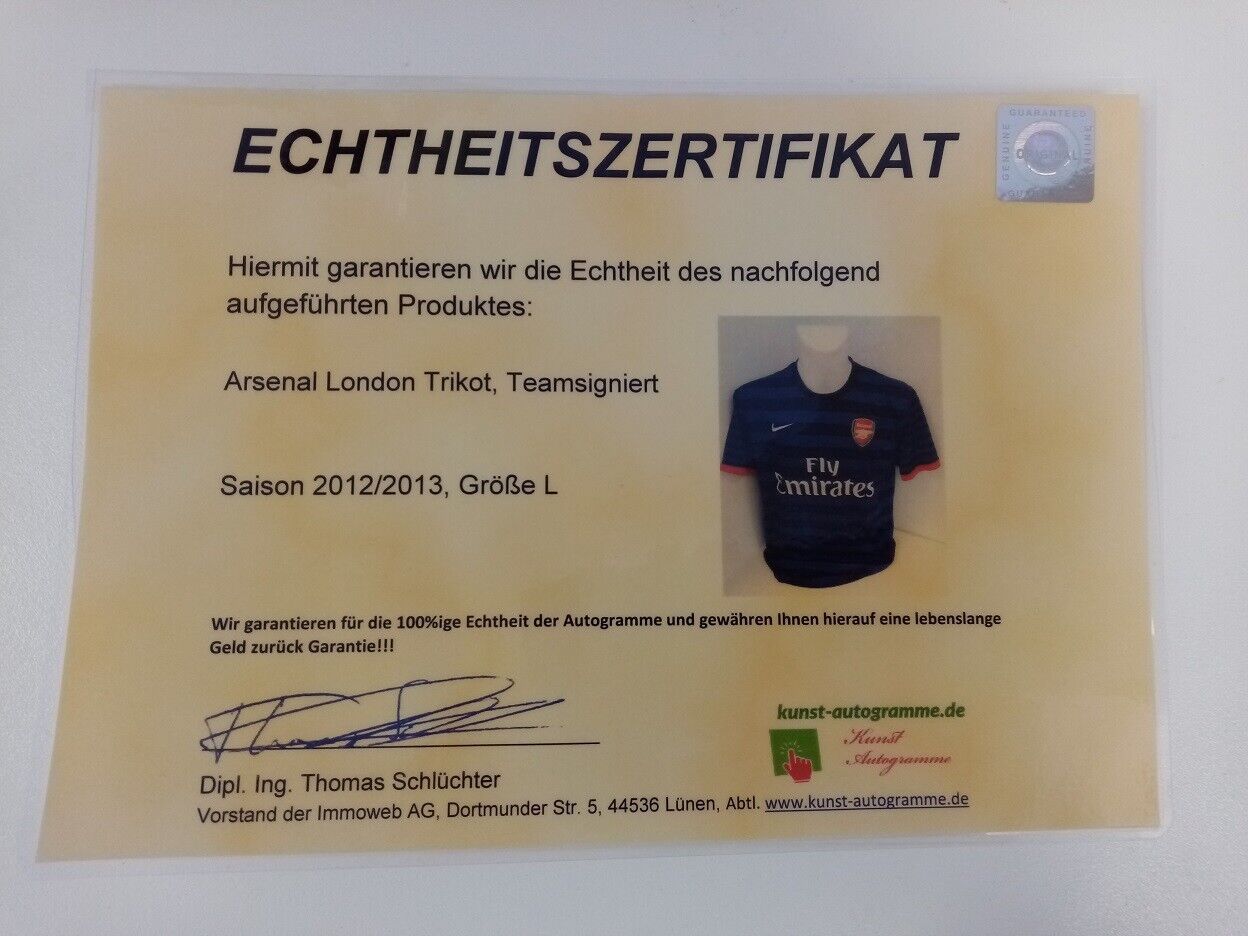 ECHTHEITSZERTIFIKAT
GUARANTEED
GENUINE
ORIGINAL
GENUINE
Hiermit garantieren wir die Echtheit des nachfolgend
aufgeführten Produktes:
Arsenal London Trikot, Teamsigniert
Saison 2012/2013, Größe L
Fly
Emirates
Wir garantieren für die 100%ige Echtheit der Autogramme und gewähren Ihnen hierauf eine lebenslange
Geld zurück Garantie!!!
kunst-autogramme.de
Kunst
Autogramme
Dipl. Ing. Thomas Schlüchter
Vorstand der Immoweb AG, Dortmunder Str. 5, 44536 Lünen, Abtl. www.kunst-autogramme.de